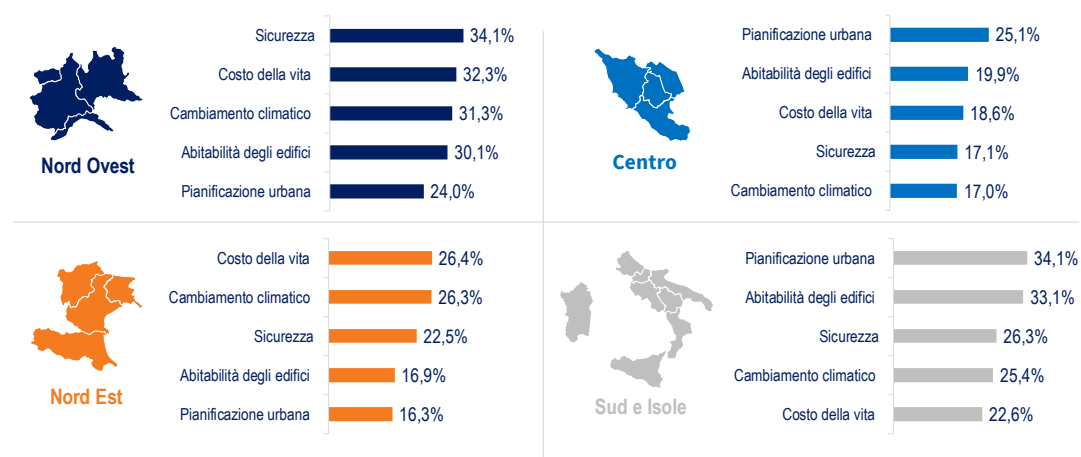 Sicurezza 34,1%
Costo della vita 32,3%
Cambiamento climatico 31,3%
Abitabilità degli edifici 30,1%
Pianificazione urbana 24,0%
Nord Ovest
Pianificazione urbana 25,1%
Abitabilità degli edifici 19,9%
Costo della vita 18,6%
Sicurezza 17,1%
Cambiamento climatico 17,0%
Centro
Costo della vita 26,4%
Cambiamento climatico 26,3%
Sicurezza 22,5%
Abitabilità degli edifici 16,9%
Pianificazione urbana 16,3%
Nord Est
Pianificazione urbana 34,1%
Abitabilità degli edifici 33,1%
Sicurezza 26,3%
Cambiamento climatico 25,4%
Costo della vita 22,6%
Sud e Isole